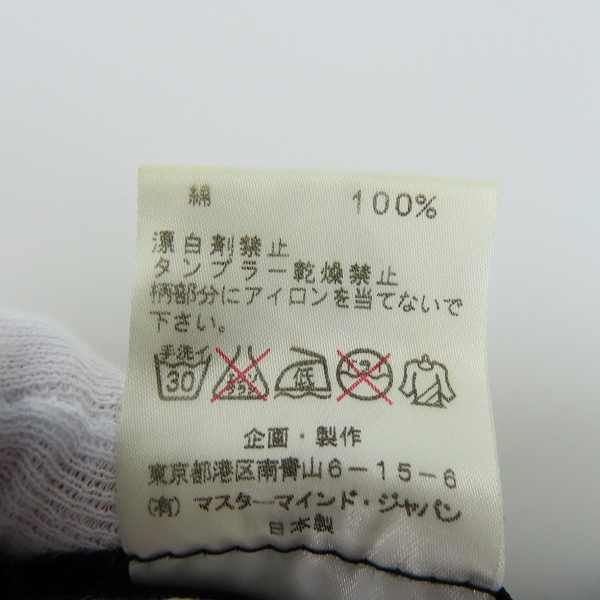 綿 100%
漂白剤禁止
タンブラー乾燥禁止
柄部分にアイロンを当てないで
下さい。
手洗イ
30
エンソ
サラシ
低
ドライ
企画・製作
東京都港区南青山6-15-6
(有) マスターマインド・ジャパン
日本製